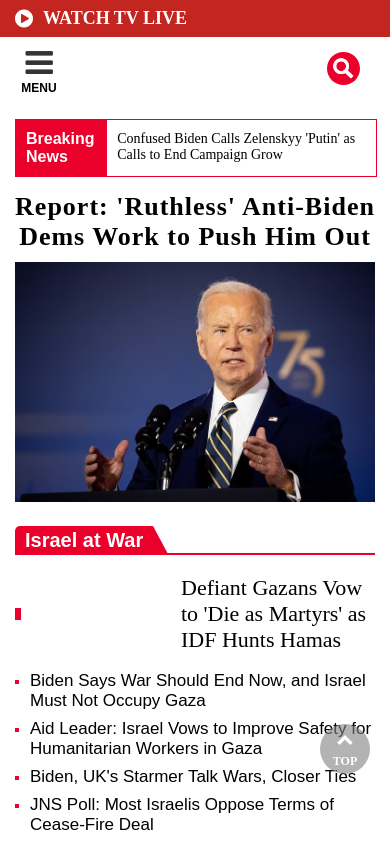 WATCH TV LIVE
MENU
Breaking
News
Confused Biden Calls Zelenskyy 'Putin' as
Calls to End Campaign Grow
Report: 'Ruthless' Anti-Biden
Dems Work to Push Him Out
75
Israel at War
Defiant Gazans Vow
to 'Die as Martyrs' as
IDF Hunts Hamas
Biden Says War Should End Now, and Israel
Must Not Occupy Gaza
Aid Leader: Israel Vows to Improve Safety for
Humanitarian Workers in Gaza
Biden, UK's Starmer Talk Wars, Closer Ties
JNS Poll: Most Israelis Oppose Terms of
Cease-Fire Deal
TOP